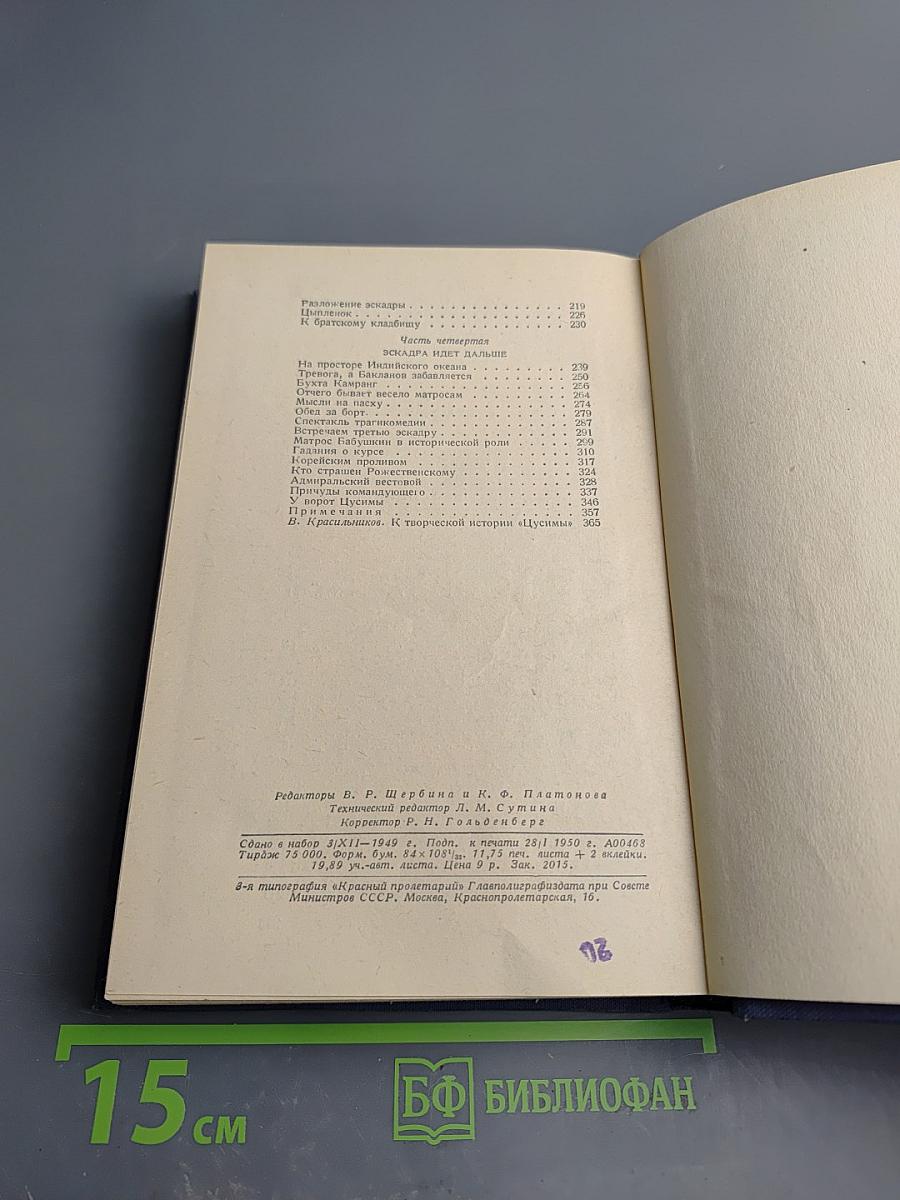 Разложение эскадры . . . . . . . . . . . . . . . 219
Цыпленок . . . . . . . . . . . . . . . . . . . . 226
К братскому кладбищу . . . . . . . . . . . . . 230
Часть четвертая
ЭСКАДРА ИДЕТ ДАЛЬШЕ
На просторе Индийского океана . . . . . . . . . 239
Тревога, а Бакланов забавляется . . . . . . . . 250
Бухта Камранг . . . . . . . . . . . . . . . . . 256
Отчего бывает весело матросам . . . . . . . . . 264
Мысли на пасху . . . . . . . . . . . . . . . . . 274
Обед за борт . . . . . . . . . . . . . . . . . . 279
Спектакль трагикомедии . . . . . . . . . . . . . 287
Встречаем третью эскадру . . . . . . . . . . . . 291
Матрос Бабушкин в исторической роли . . . . . 299
Гадания о курсе . . . . . . . . . . . . . . . . 310
Корейским проливом . . . . . . . . . . . . . . 317
Кто страшен Рожественскому . . . . . . . . . . 324
Адмиральский вестовой . . . . . . . . . . . . . 328
Причуды командующего . . . . . . . . . . . . . 337
У ворот Цусимы . . . . . . . . . . . . . . . . 346
Примечания . . . . . . . . . . . . . . . . . . 357
В. Красильников. К творческой истории «Цусимы» 365
Редакторы В. Р. Щербина и К. Ф. Платонова
Технический редактор Л. М. Сутина
Корректор Р. Н. Гольденберг
Сдано в набор 3/XII—1949 г. Подп. к печати 28/I 1950 г. А00468
Тираж 75 000. Форм. бум. 84×108¹/₃₂. 11,75 печ. листа + 2 вклейки.
19,89 уч.-авт. листа. Цена 9 р. Зак. 2015.
3-я типография «Красный пролетарий» Главполиграфиздата при Совете
Министров СССР. Москва, Краснопролетарская, 16.
15 см
БФ БИБЛИОФАН